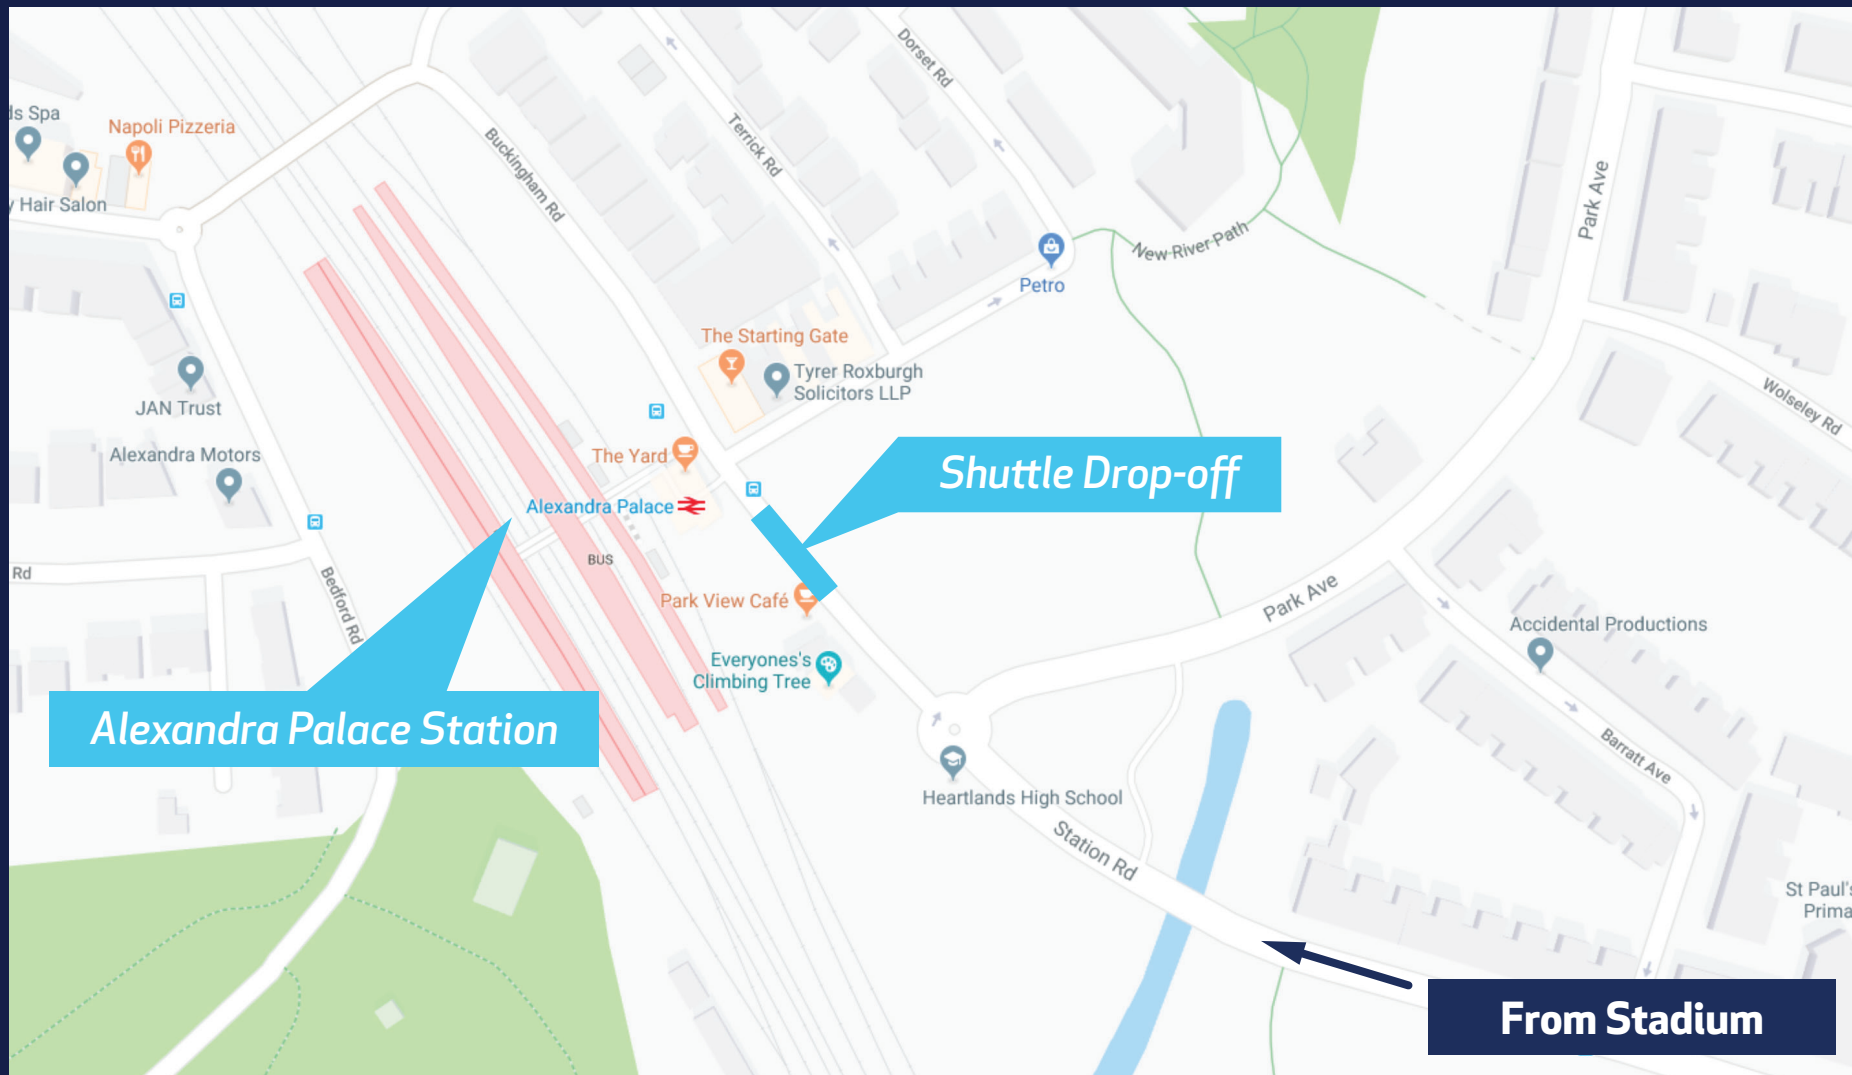 ds Spa
Napoli Pizzeria
y Hair Salon
Buckingham Rd
Terrick Rd
Dorset Rd
New River Path
Park Ave
Petro
The Starting Gate
Tyrer Roxburgh
Solicitors LLP
JAN Trust
Wolseley Rd
Alexandra Motors
The Yard
Shuttle Drop-off
Alexandra Palace
BUS
Rd
Bedford Rd
Park View Café
Park Ave
Accidental Productions
Everyones's
Climbing Tree
Alexandra Palace Station
Barratt Ave
Heartlands High School
Station Rd
St Paul's
Prima
From Stadium